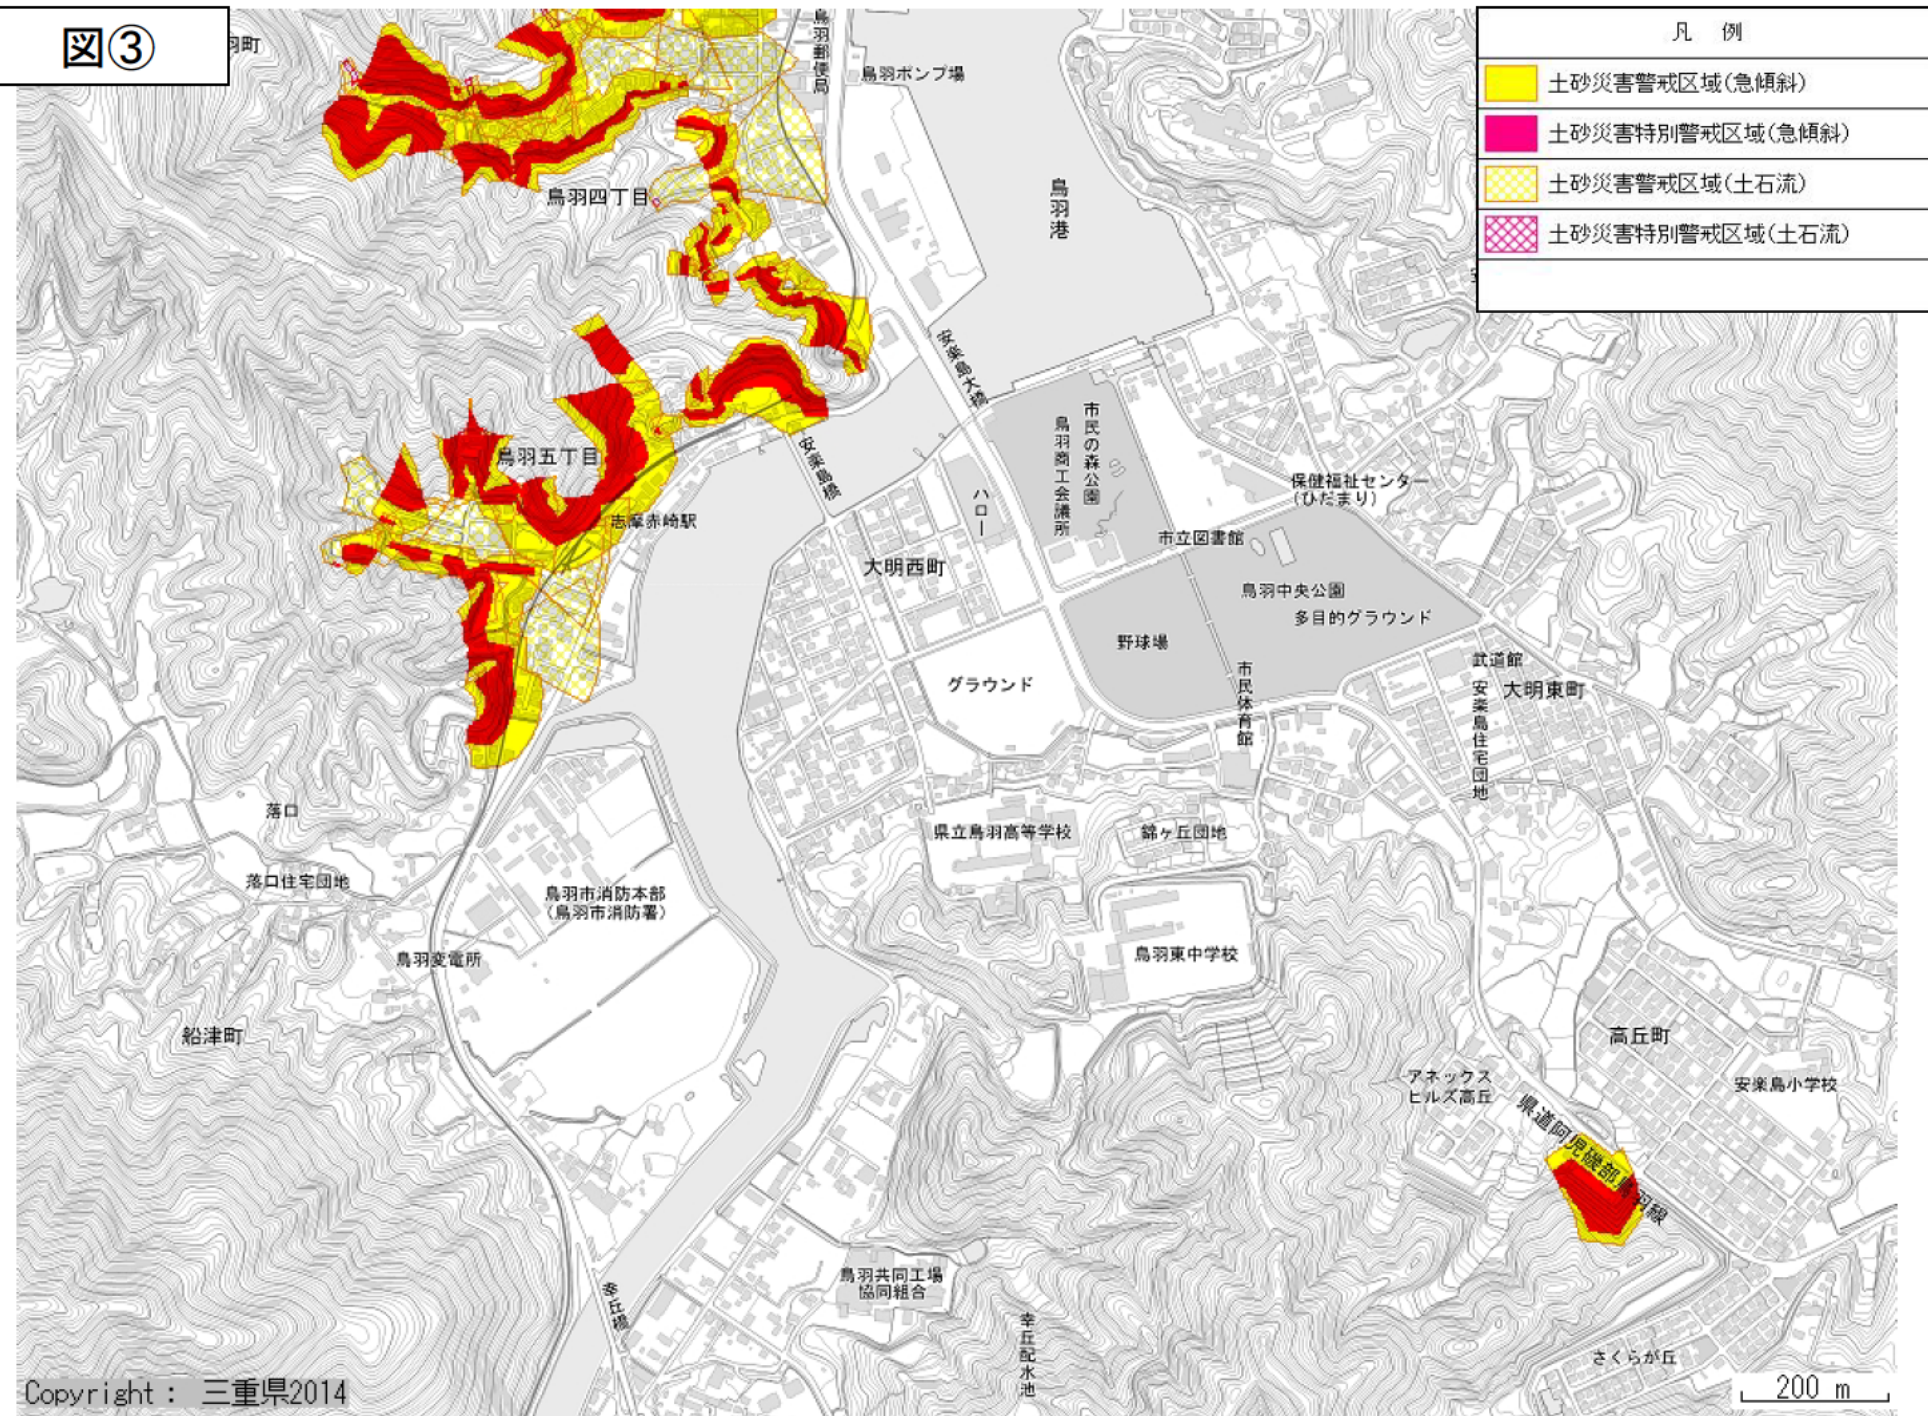 図③
羽町
鳥羽郵便局
鳥羽ポンプ場
凡 例
土砂災害警戒区域(急傾斜)
土砂災害特別警戒区域(急傾斜)
土砂災害警戒区域(土石流)
土砂災害特別警戒区域(土石流)
鳥羽四丁目
鳥羽港
安楽島大橋
鳥羽五丁目
安楽島橋
志摩赤崎駅
市民の森公園
鳥羽商工会議所
ハロー
保健福祉センター
(ひだまり)
市立図書館
大明西町
鳥羽中央公園
多目的グラウンド
野球場
グラウンド
市民体育館
武道館
大明東町
安楽島住宅団地
落口
落口住宅団地
県立鳥羽高等学校
錦ヶ丘団地
鳥羽市消防本部
(鳥羽市消防署)
鳥羽変電所
鳥羽東中学校
船津町
高丘町
アネックス
ヒルズ高丘
安楽島小学校
県道阿児磯部鳥羽線
鳥羽共同工場
協同組合
幸丘橋
幸丘配水池
さくらが丘
Copyright : 三重県2014
200 m